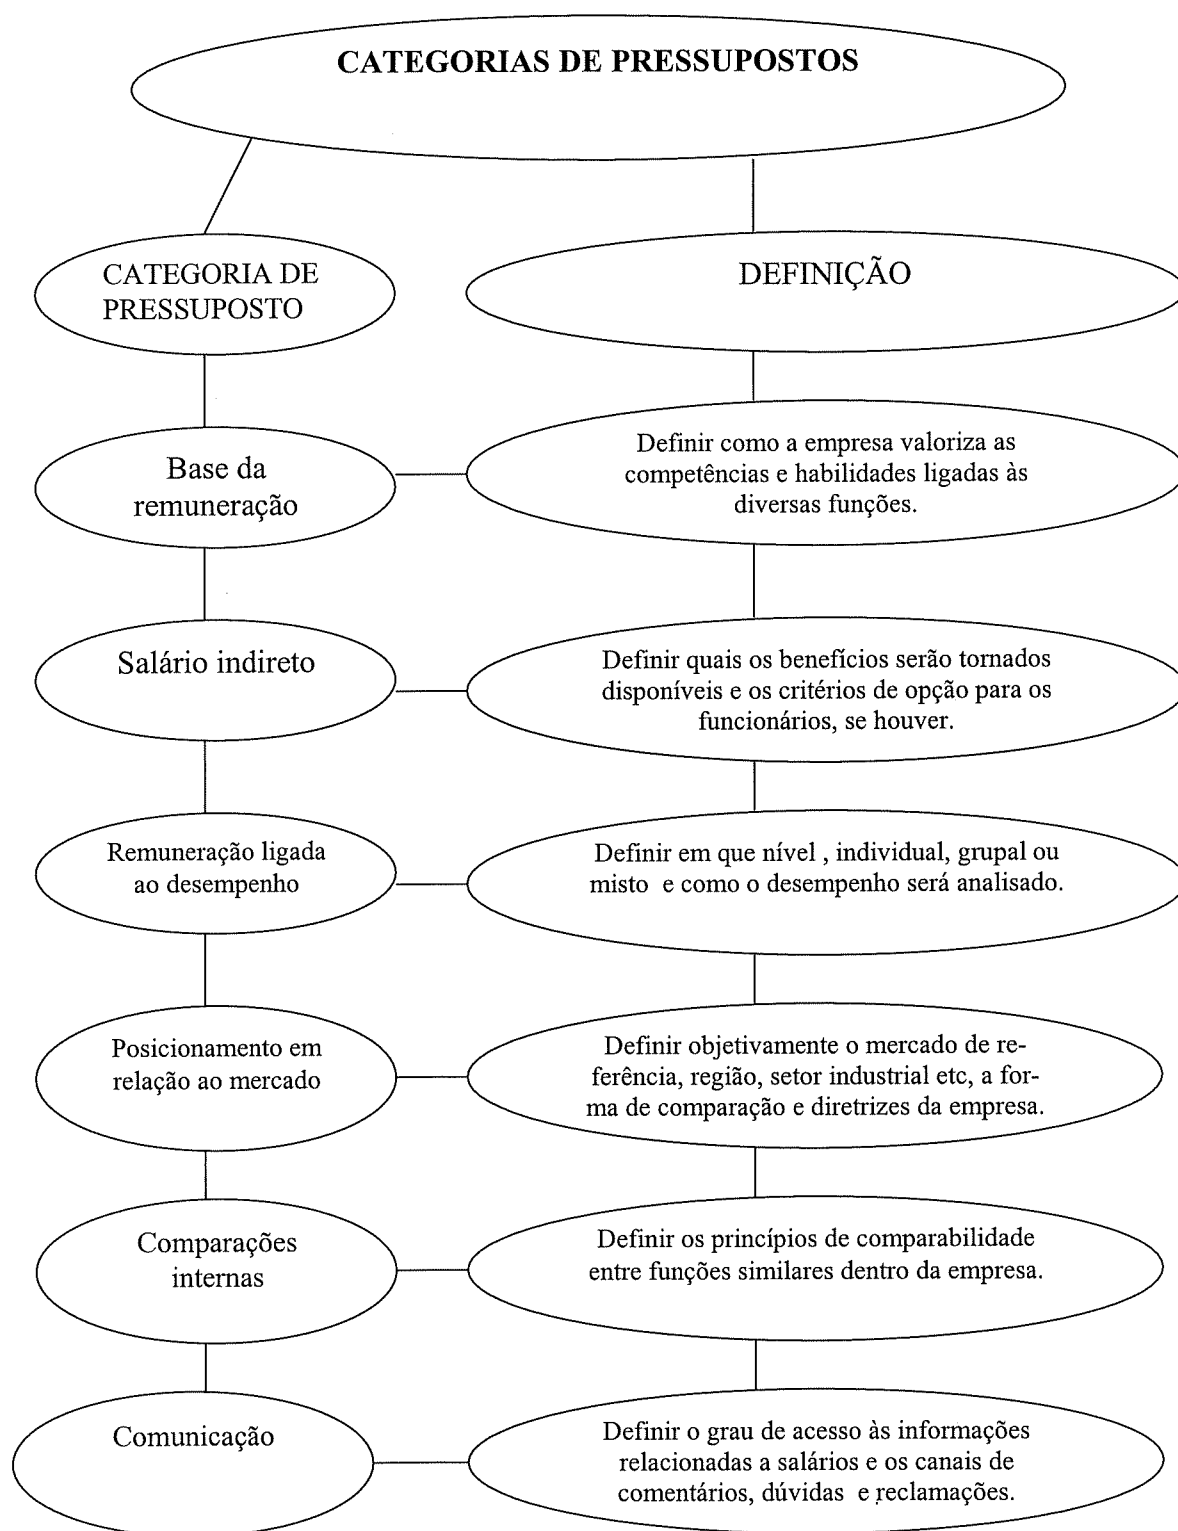 CATEGORIAS DE PRESSUPOSTOS
CATEGORIA DE
PRESSUPOSTO
DEFINIÇÃO
Base da
remuneração
Definir como a empresa valoriza as
competências e habilidades ligadas às
diversas funções.
Salário indireto
Definir quais os benefícios serão tornados
disponíveis e os critérios de opção para os
funcionários, se houver.
Remuneração ligada
ao desempenho
Definir em que nível , individual, grupal ou
misto e como o desempenho será analisado.
Posicionamento em
relação ao mercado
Definir objetivamente o mercado de re-
ferência, região, setor industrial etc, a for-
ma de comparação e diretrizes da empresa.
Comparações
internas
Definir os princípios de comparabilidade
entre funções similares dentro da empresa.
Comunicação
Definir o grau de acesso às informações
relacionadas a salários e os canais de
comentários, dúvidas e reclamações.